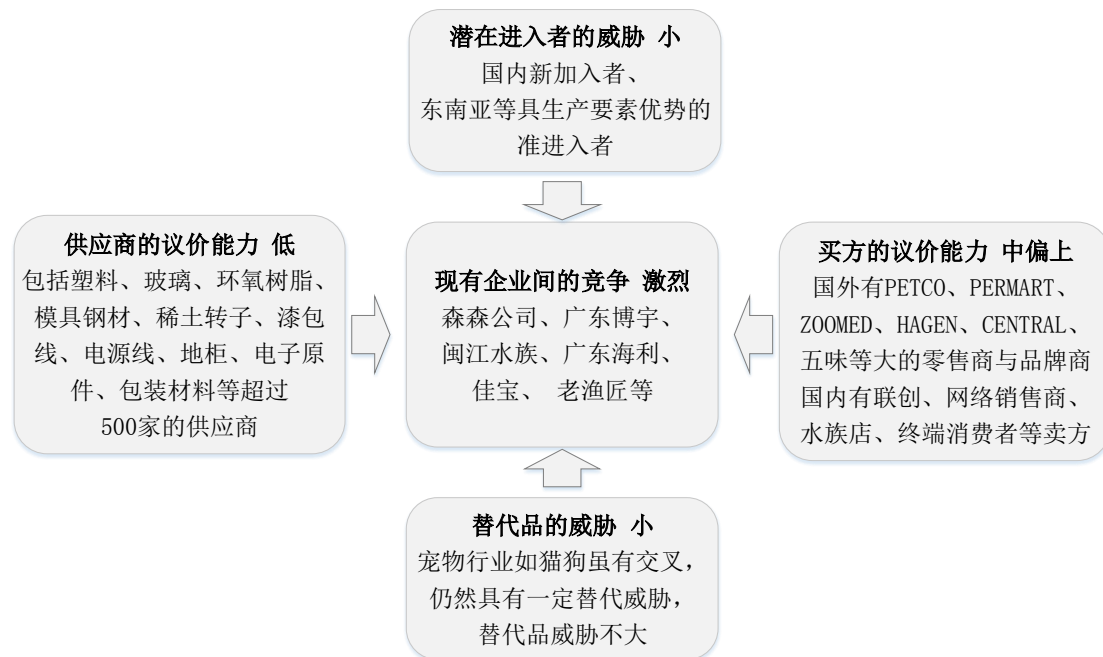 潜在进入者的威胁 小
国内新加入者、
东南亚等具生产要素优势的
准进入者
供应商的议价能力 低
包括塑料、玻璃、环氧树脂、
模具钢材、稀土转子、漆包
线、电源线、地柜、电子原
件、包装材料等超过
500家的供应商
现有企业间的竞争 激烈
森森公司、广东博宇、
闽江水族、广东海利、
佳宝、 老渔匠等
买方的议价能力 中偏上
国外有PETCO、PERMART、
ZOOMED、HAGEN、CENTRAL、
五味等大的零售商与品牌商
国内有联创、网络销售商、
水族店、终端消费者等卖方
替代品的威胁 小
宠物行业如猫狗虽有交叉，
仍然具有一定替代威胁，
替代品威胁不大